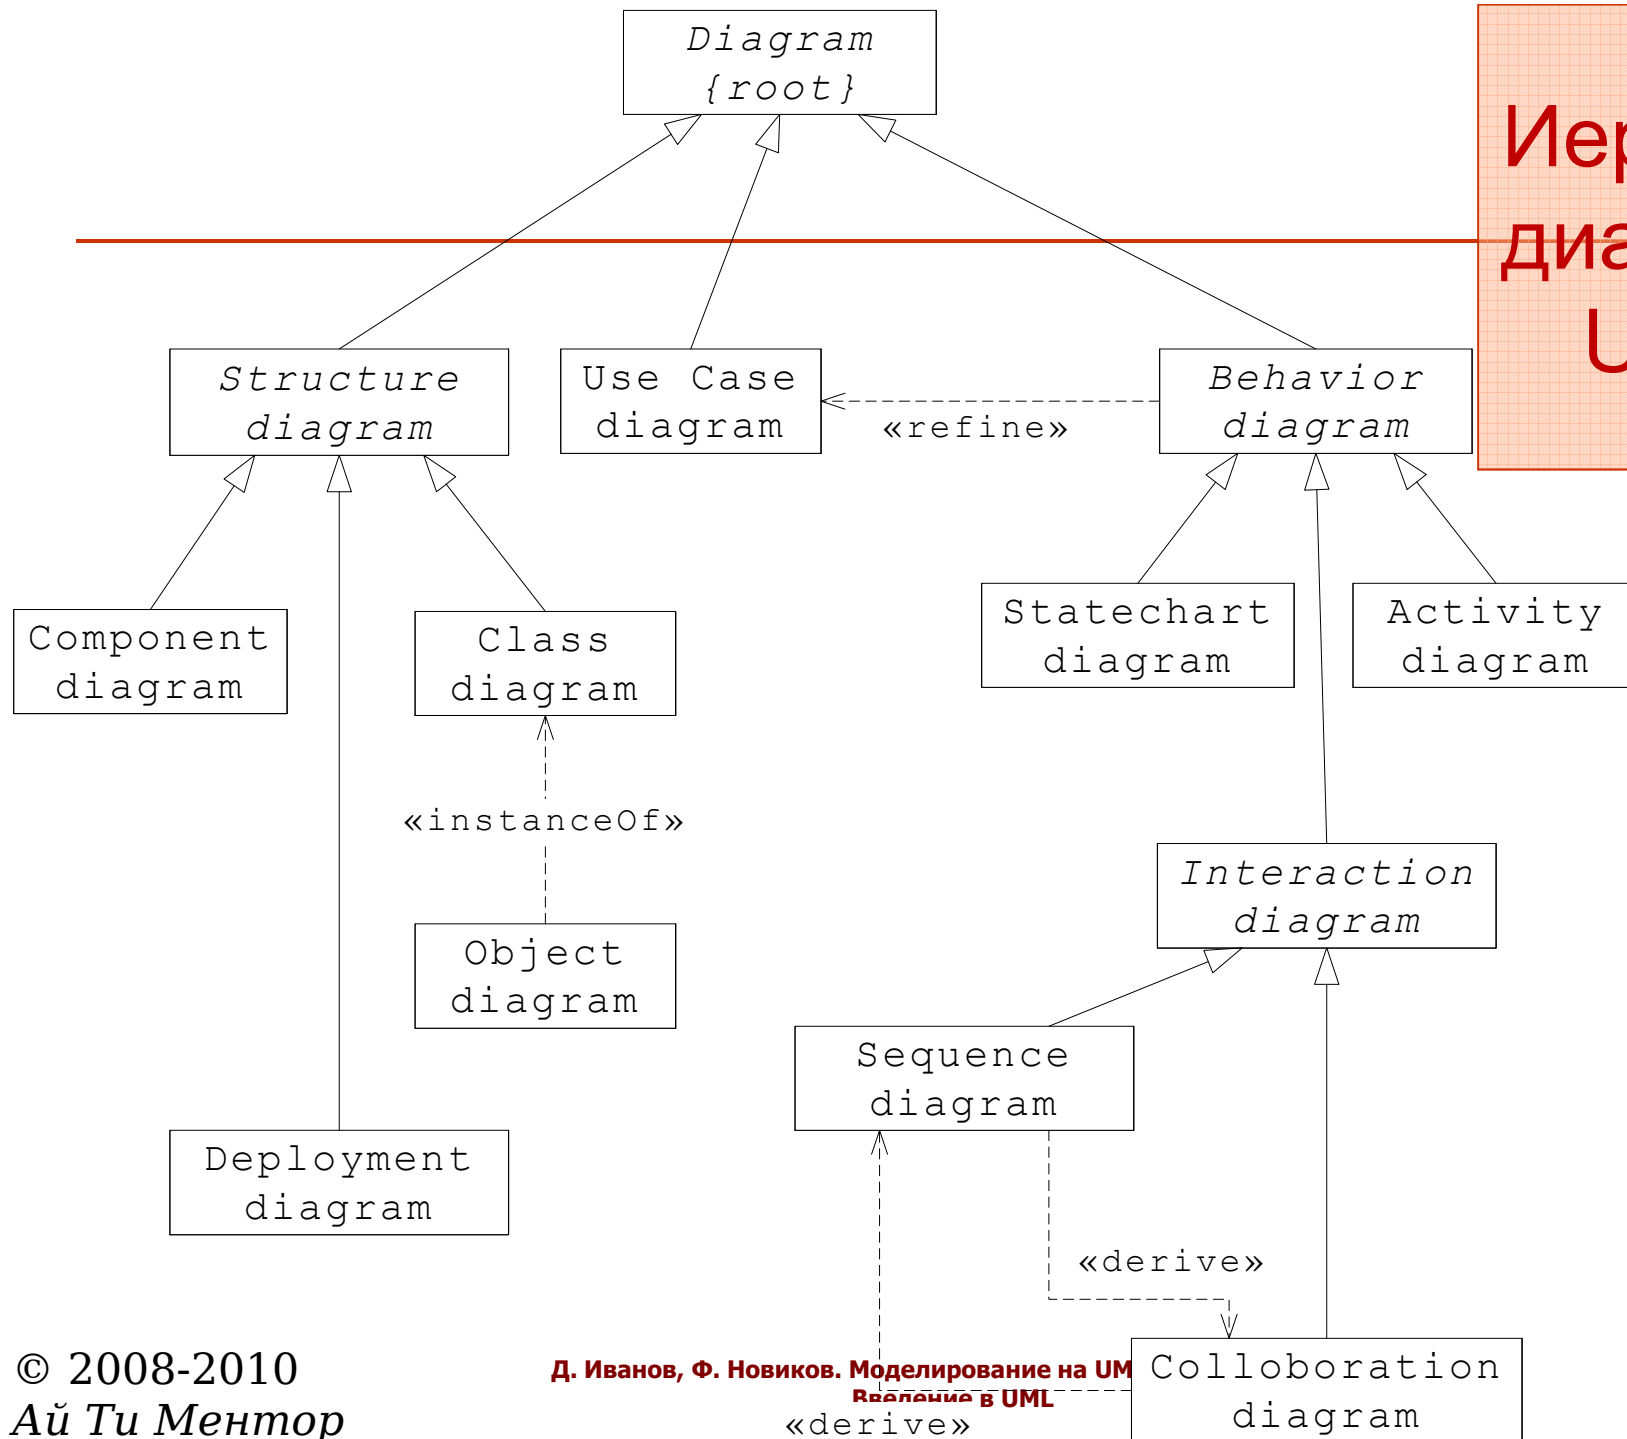 Diagram
{root}
Иер
диа
U
Structure
diagram
Use Case
diagram
«refine»
Behavior
diagram
Component
diagram
Class
diagram
Statechart
diagram
Activity
diagram
«instanceOf»
Interaction
diagram
Object
diagram
Sequence
diagram
Deployment
diagram
«derive»
© 2008-2010
Ай Ти Ментор
Д. Иванов, Ф. Новиков. Моделирование на UM
Введение в UML
Colloboration
diagram
«derive»